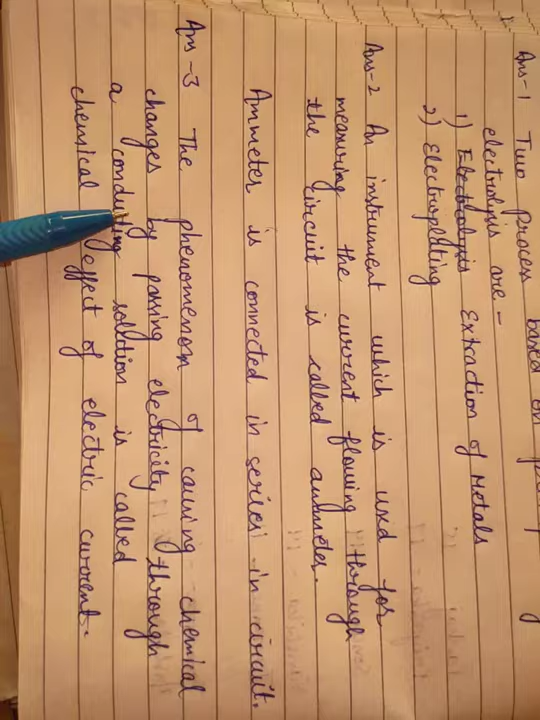 Ans-1 Two Process based on
electrolysis are -
1) Extraction of Metals
2) Electroplating
Ans-2 An instrument which is used for
measuring the current flowing through
the circuit is called
Ammeter is connected in series in circuit.
Ans-3 The phenomenon of causing chemical
changes by passing electricity through
a conducting solution is called
chemical effect of electric current.